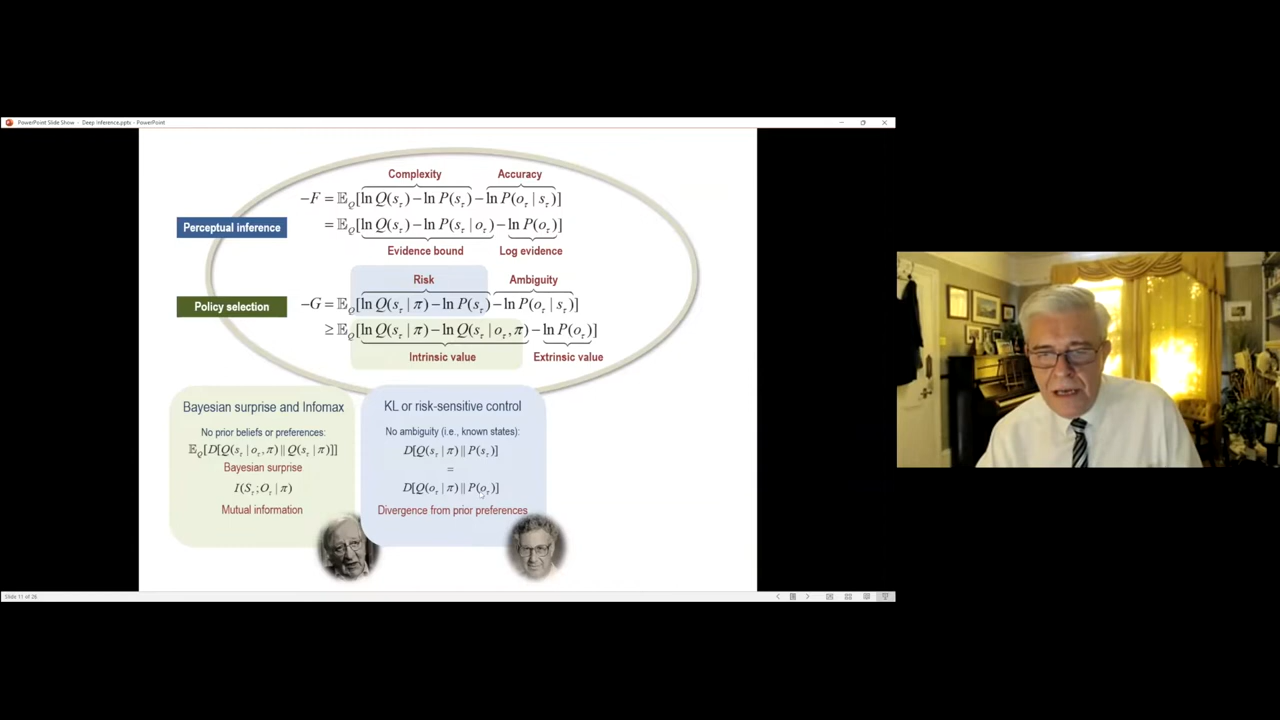 PowerPoint Slide Show - Deep Inference.pptx - PowerPoint
Complexity Accuracy
−F = 𝔼_Q[ln Q(s_τ) − ln P(s_τ) − ln P(o_τ | s_τ)]
Perceptual inference
= 𝔼_Q[ln Q(s_τ) − ln P(s_τ | o_τ) − ln P(o_τ)]
Evidence bound Log evidence
Risk Ambiguity
Policy selection
−G = 𝔼_Q[ln Q(s_τ | π) − ln P(s_τ) − ln P(o_τ | s_τ)]
≥ 𝔼_Q[ln Q(s_τ | π) − ln Q(s_τ | o_τ, π) − ln P(o_τ)]
Intrinsic value Extrinsic value
Bayesian surprise and Infomax
No prior beliefs or preferences:
𝔼_Q[D[Q(s_τ | o_τ, π) || Q(s_τ | π)]]
Bayesian surprise
I(S_τ; O_τ | π)
Mutual information
KL or risk-sensitive control
No ambiguity (i.e., known states):
D[Q(s_τ | π) || P(s_τ)]
=
D[Q(o_τ | π) || P(o_τ)]
Divergence from prior preferences
Slide 11 of 26